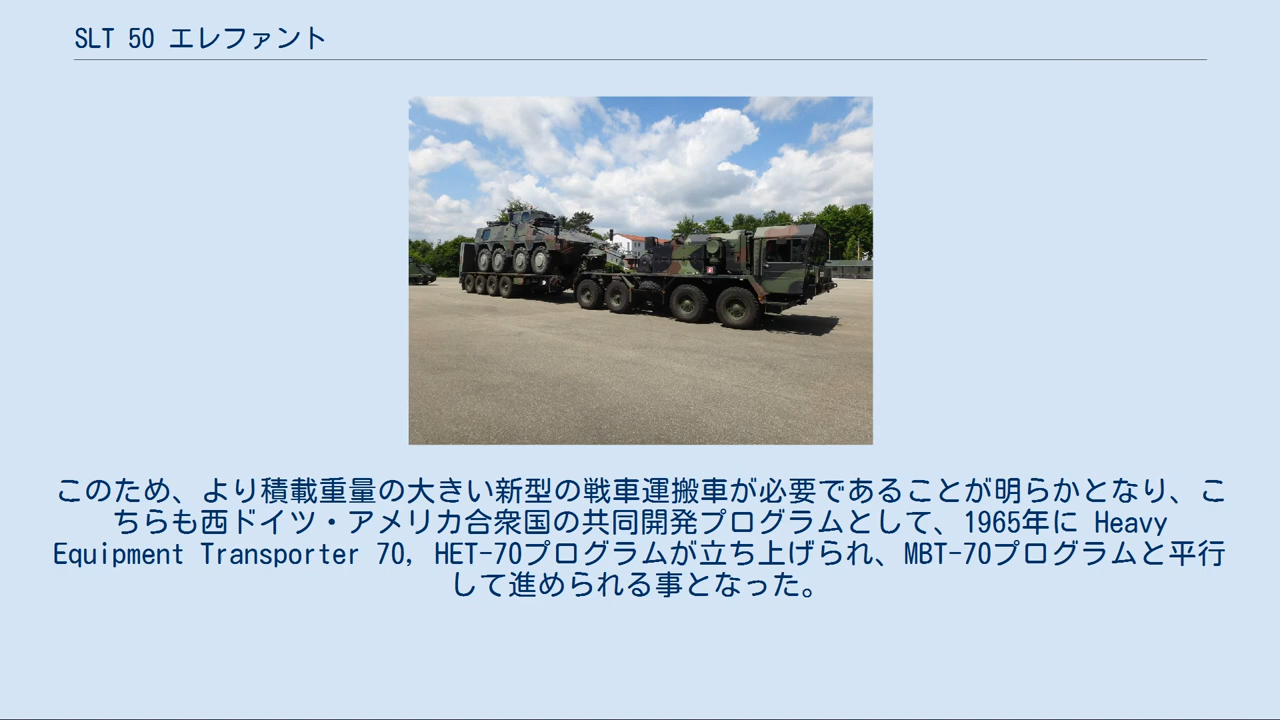 SLT 50 エレファント
このため、より積載重量の大きい新型の戦車運搬車が必要であることが明らかとなり、こ
ちらも西ドイツ・アメリカ合衆国の共同開発プログラムとして、1965年に Heavy
Equipment Transporter 70, HET-70プログラムが立ち上げられ、MBT-70プログラムと平行
して進められる事となった。